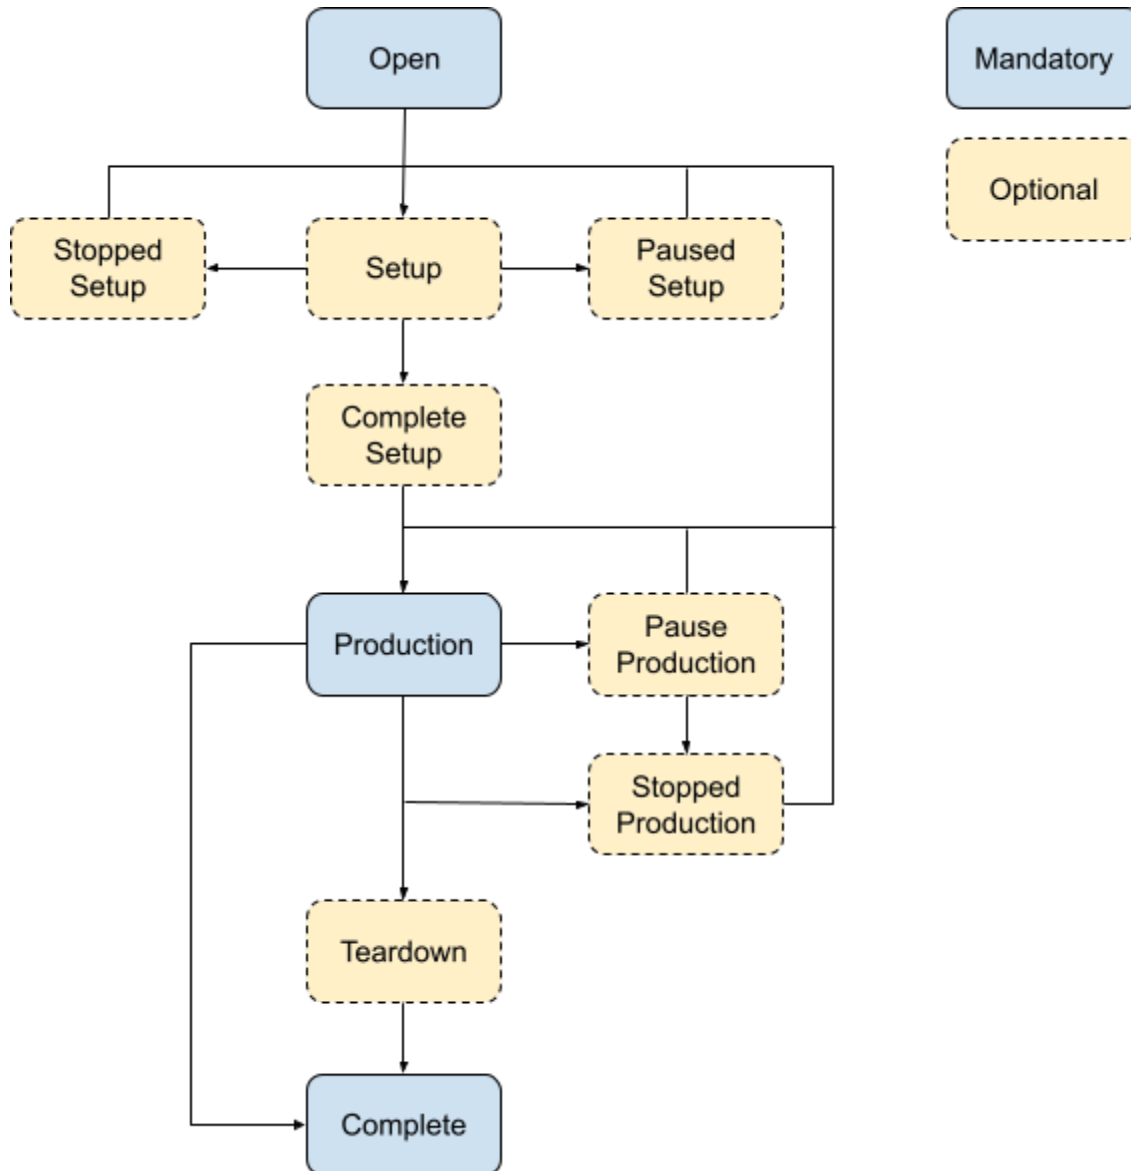 Open
Mandatory
Optional
Stopped
Setup
Setup
Paused
Setup
Complete
Setup
Production
Pause
Production
Stopped
Production
Teardown
Complete